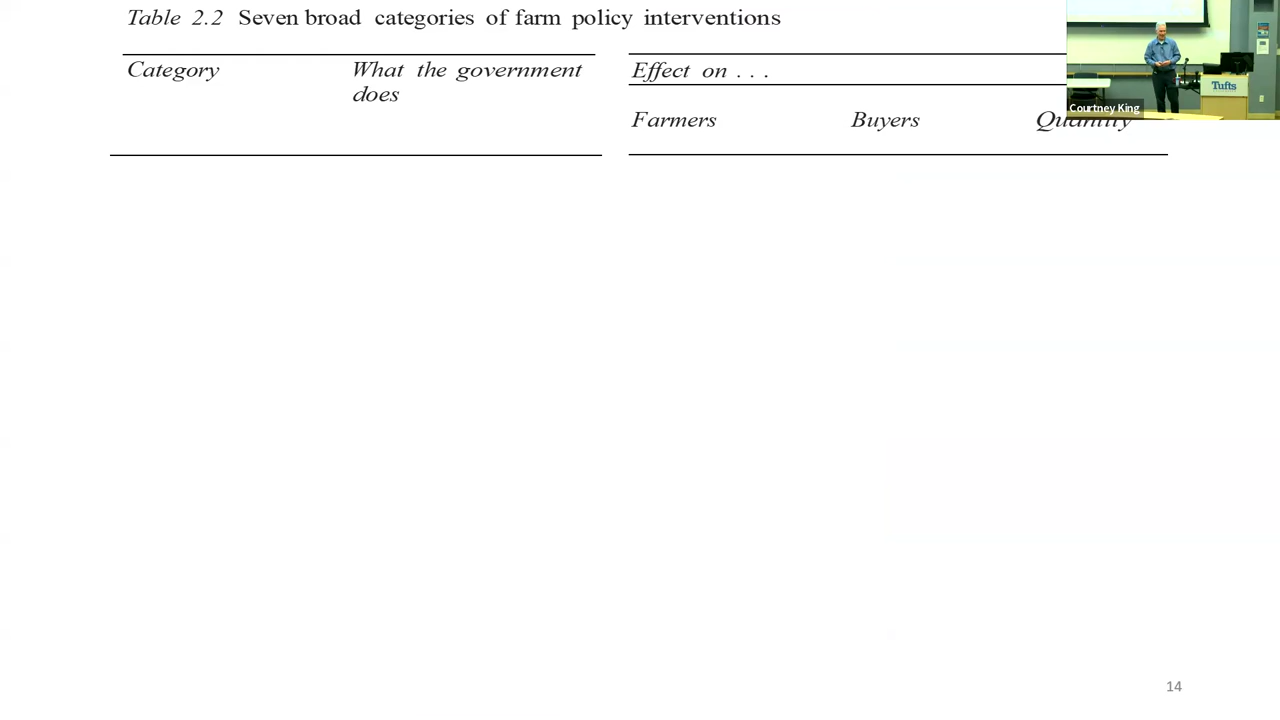 Table 2.2 Seven broad categories of farm policy interventions
Category
What the government
does
Effect on . . .
Farmers
Buyers
Quantity
Tufts
Courtney King
14